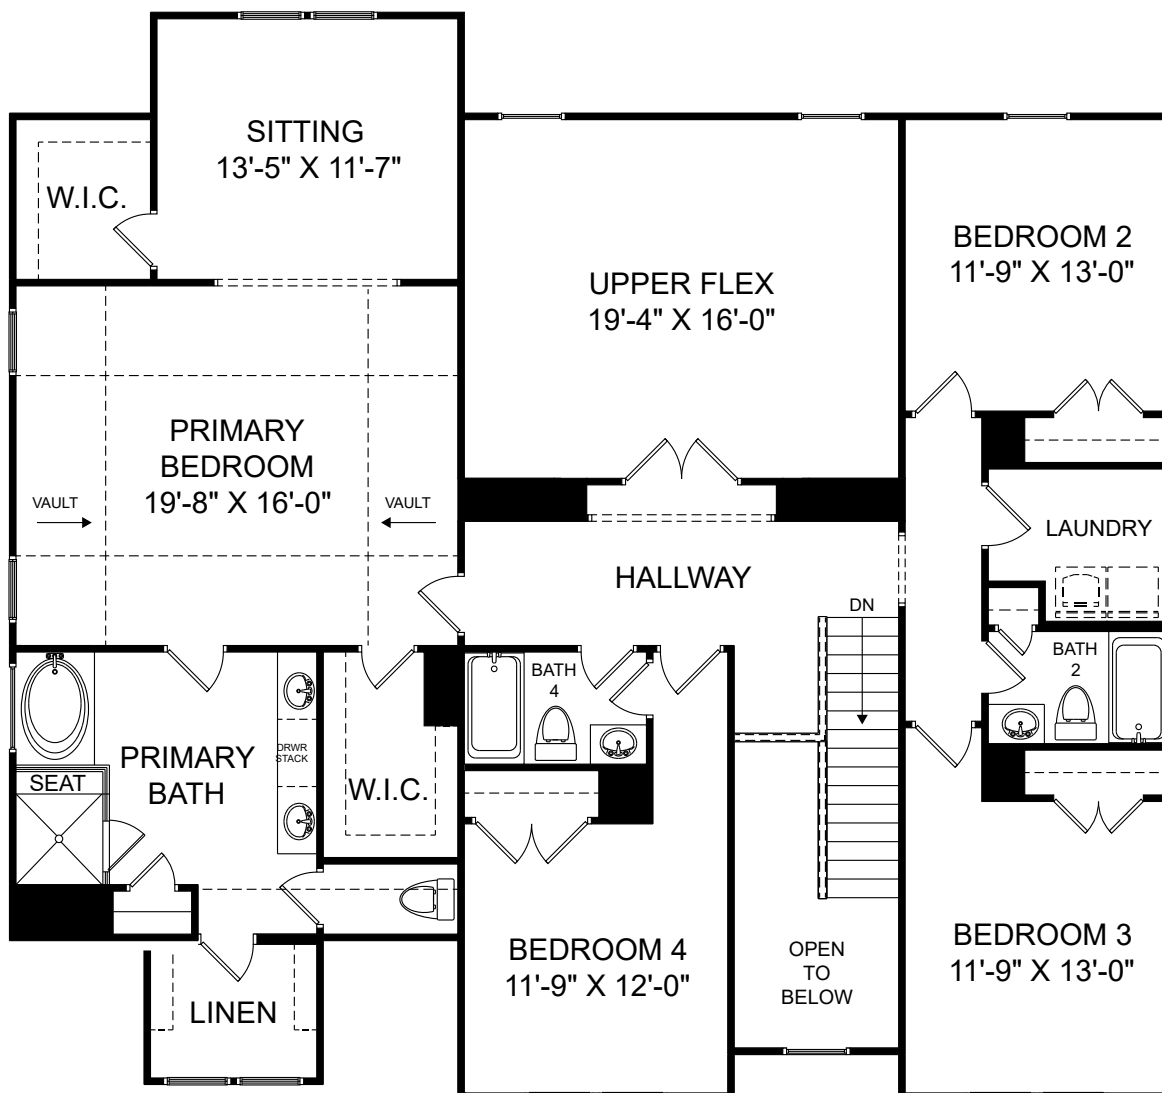 SITTING
13'-5" X 11'-7"
W.I.C.
BEDROOM 2
11'-9" X 13'-0"
UPPER FLEX
19'-4" X 16'-0"
PRIMARY
BEDROOM
19'-8" X 16'-0"
VAULT
VAULT
LAUNDRY
HALLWAY
DN
BATH
4
BATH
2
PRIMARY
BATH
DRWR
STACK
SEAT
W.I.C.
BEDROOM 4
11'-9" X 12'-0"
OPEN
TO
BELOW
BEDROOM 3
11'-9" X 13'-0"
LINEN